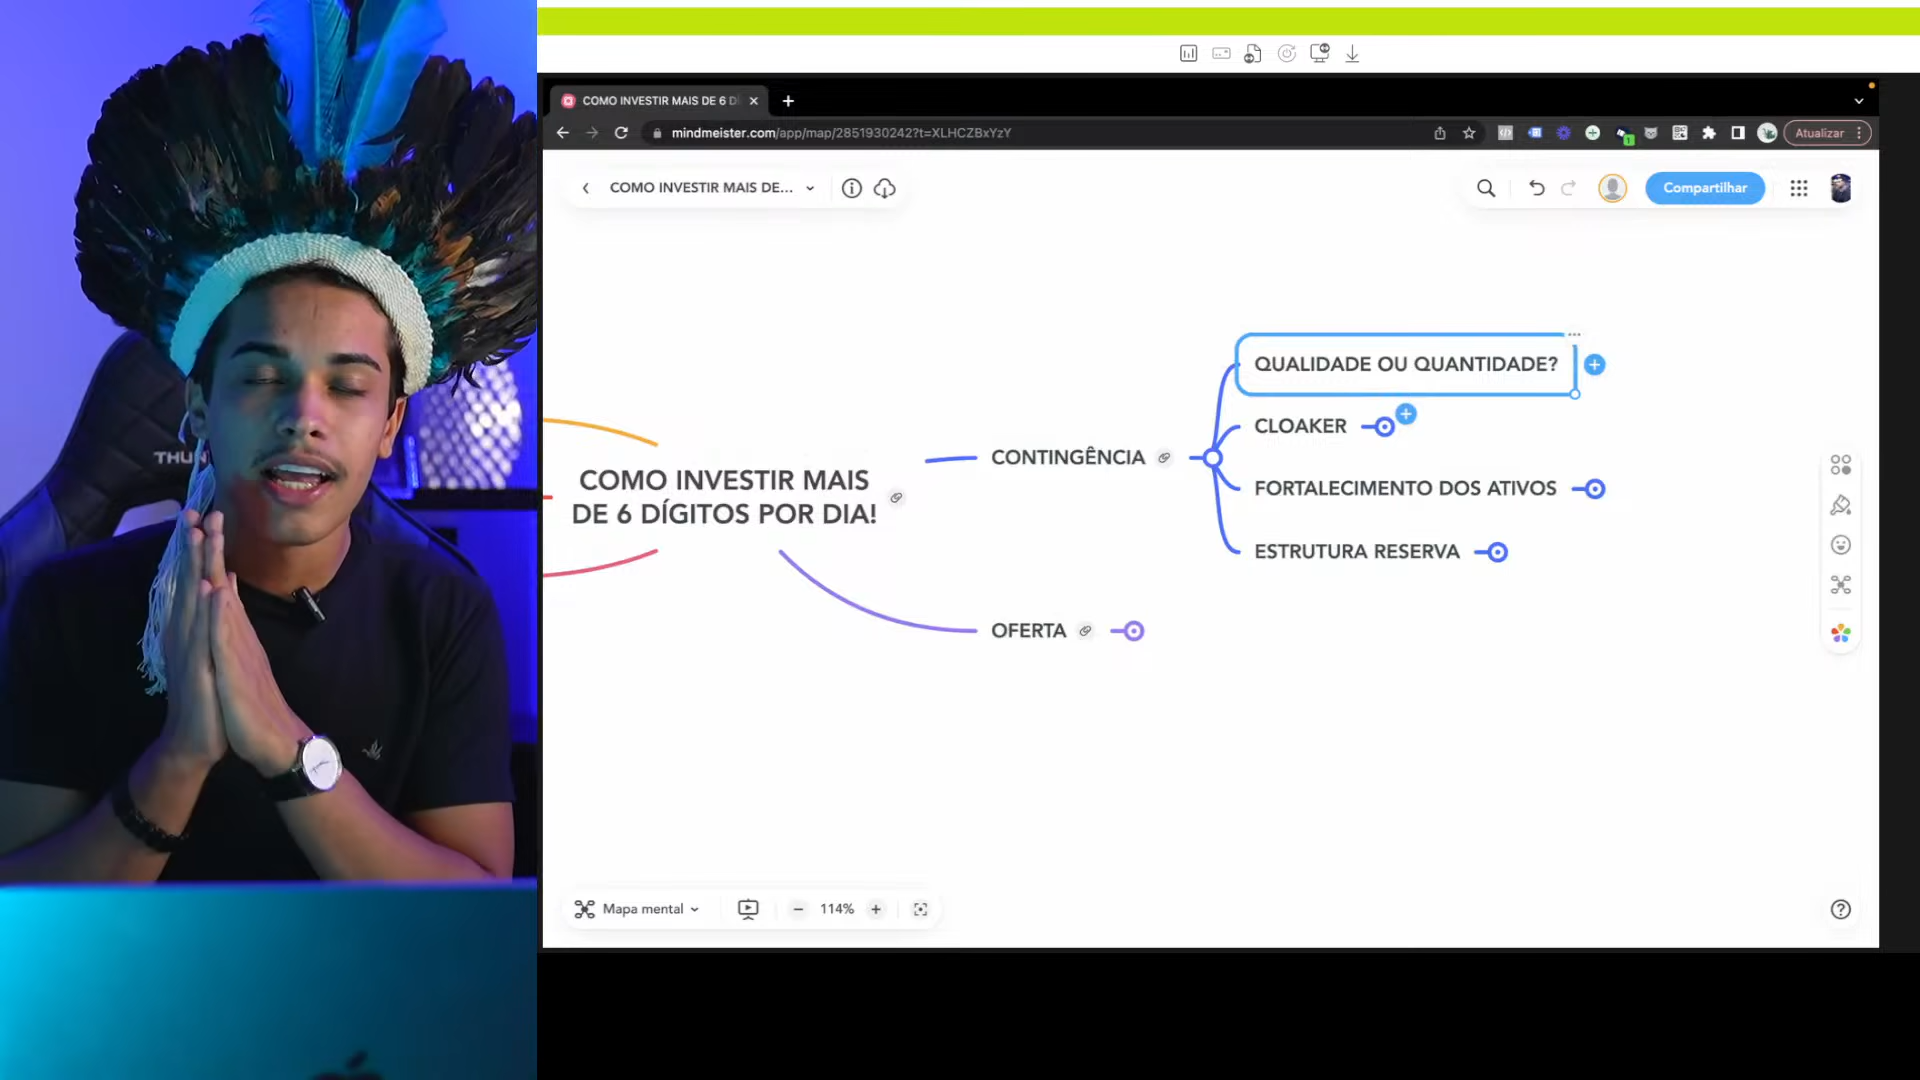 COMO INVESTIR MAIS DE 6 D
mindmeister.com/app/map/2851930242?t=XLHCZBxYzY
Atualizar
COMO INVESTIR MAIS DE...
Compartilhar
QUALIDADE OU QUANTIDADE?
CLOAKER
CONTINGÊNCIA
COMO INVESTIR MAIS
DE 6 DÍGITOS POR DIA!
FORTALECIMENTO DOS ATIVOS
ESTRUTURA RESERVA
OFERTA
THUN
Mapa mental
114%